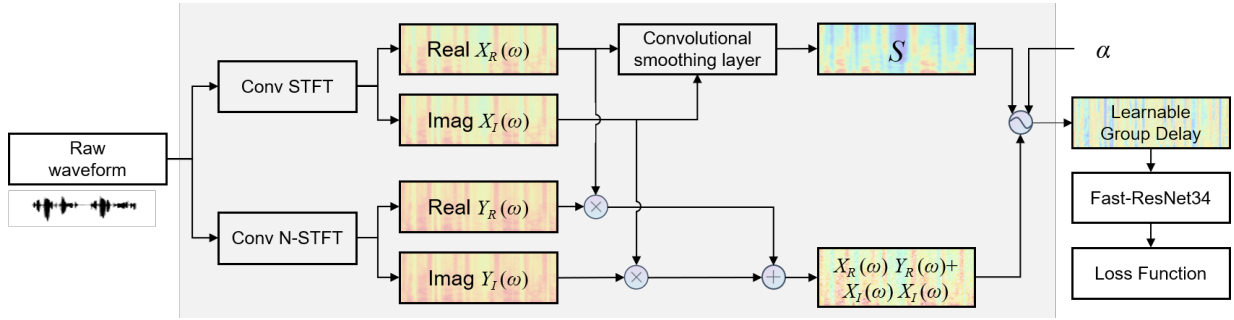 Raw
waveform
Conv STFT
Conv N-STFT
Real X_R(ω)
Imag X_I(ω)
Real Y_R(ω)
Imag Y_I(ω)
×
×
+
Convolutional
smoothing layer
S
X_R(ω) Y_R(ω)+
X_I(ω) X_I(ω)
α
Learnable
Group Delay
Fast-ResNet34
Loss Function